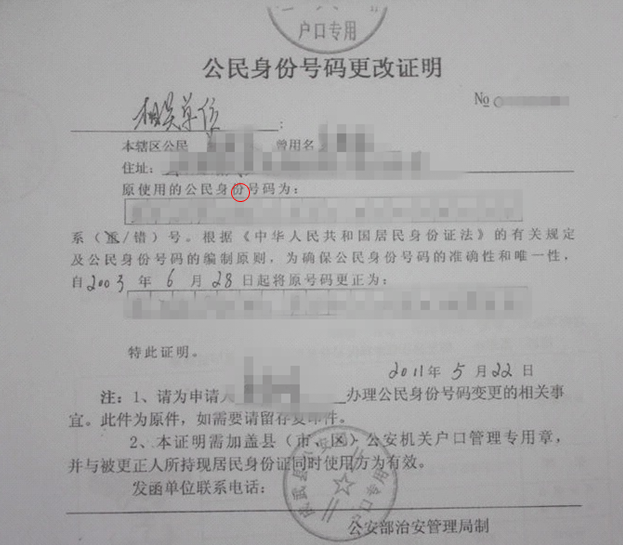 户口专用
公民身份号码更改证明
№
相关单位：
本辖区公民 曾用名
住址：
原使用的公民身份号码为：
系（重/错）号。根据《中华人民共和国居民身份证法》的有关规定
及公民身份号码的编制原则，为确保公民身份号码的准确性和唯一性，
自2003年6月28日起将原号码更正为：
特此证明。
2011年5月22日
注：1、请为申请人 办理公民身份号码变更的相关事
宜。此件为原件，如需要请留存复印件。
2、本证明需加盖县（市、区）公安机关户口管理专用章，
并与被更正人所持现居民身份证同时使用方为有效。
发函单位联系电话：
户口专用
公安部治安管理局制